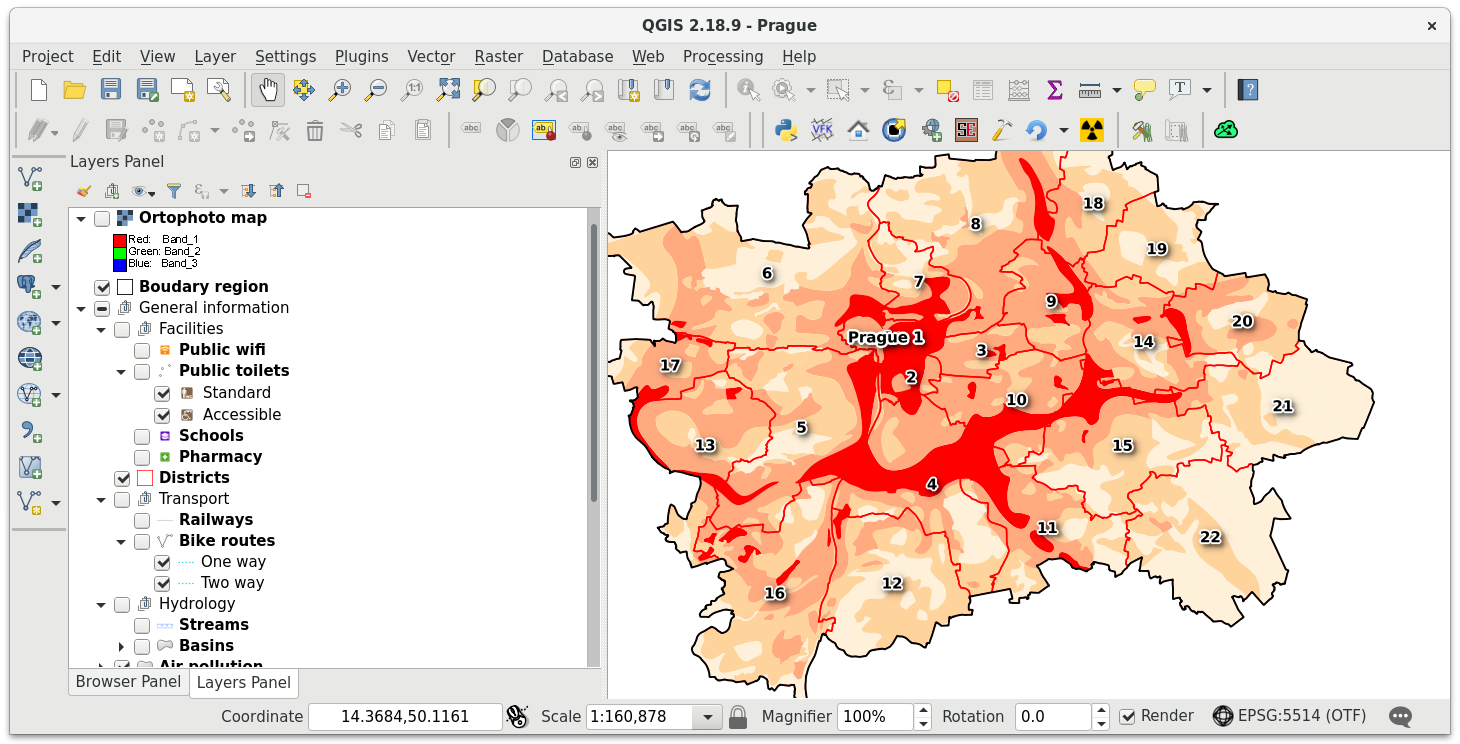 QGIS 2.18.9 - Prague
Project Edit View Layer Settings Plugins Vector Raster Database Web Processing Help
Layers Panel
Ortophoto map
Red: Band_1
Green: Band_2
Blue: Band_3
Boudary region
General information
Facilities
Public wifi
Public toilets
Standard
Accessible
Schools
Pharmacy
Districts
Transport
Railways
Bike routes
One way
Two way
Hydrology
Streams
Basins
Air pollution
Browser Panel Layers Panel
18
8
19
6
7
9
20
Prague 1
14
3
17
2
10
21
5
13
15
4
11
22
12
16
Coordinate 14.3684,50.1161 Scale 1:160,878 Magnifier 100% Rotation 0.0 Render EPSG:5514 (OTF)